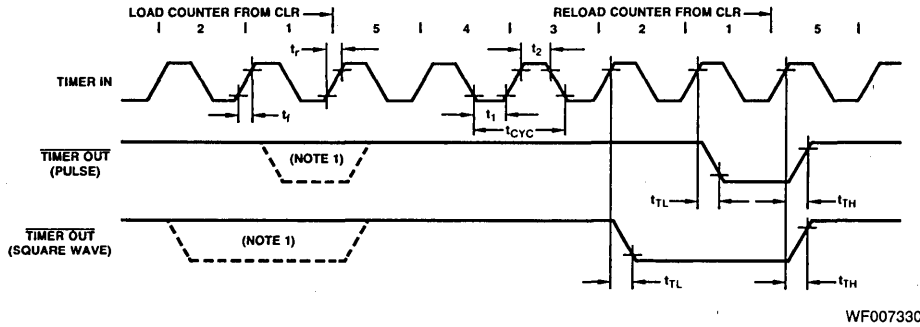 LOAD COUNTER FROM CLR
RELOAD COUNTER FROM CLR
2 1 5 4 3 2 1 5
tr
t2
TIMER IN
tf
t1
tCYC
TIMER OUT
(PULSE)
(NOTE 1)
tTL
tTH
TIMER OUT
(SQUARE WAVE)
(NOTE 1)
tTL
tTH
WF007330